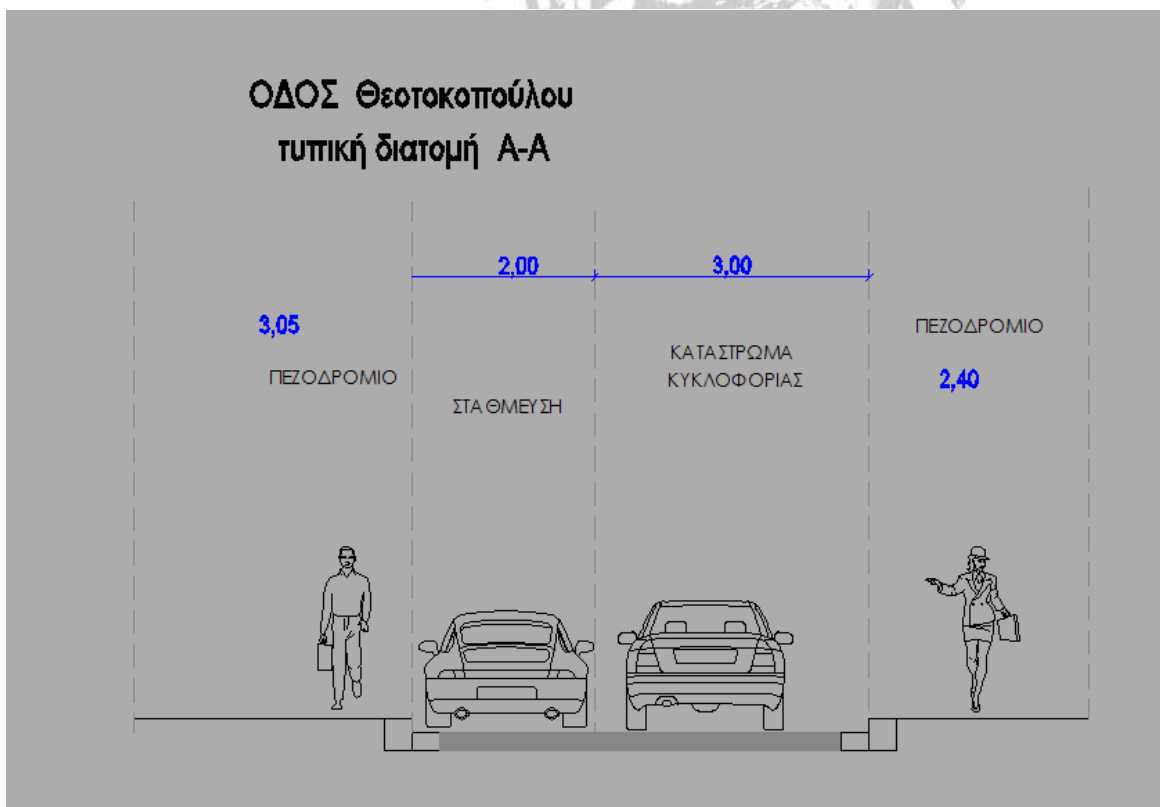 ΟΔΟΣ Θεοτοκοπούλου
τυπική διατομή Α-Α
2,00
3,00
3,05
ΠΕΖΟΔΡΟΜΙΟ
ΣΤΑΘΜΕΥΣΗ
ΚΑΤΑΣΤΡΩΜΑ
ΚΥΚΛΟΦΟΡΙΑΣ
ΠΕΖΟΔΡΟΜΙΟ
2,40